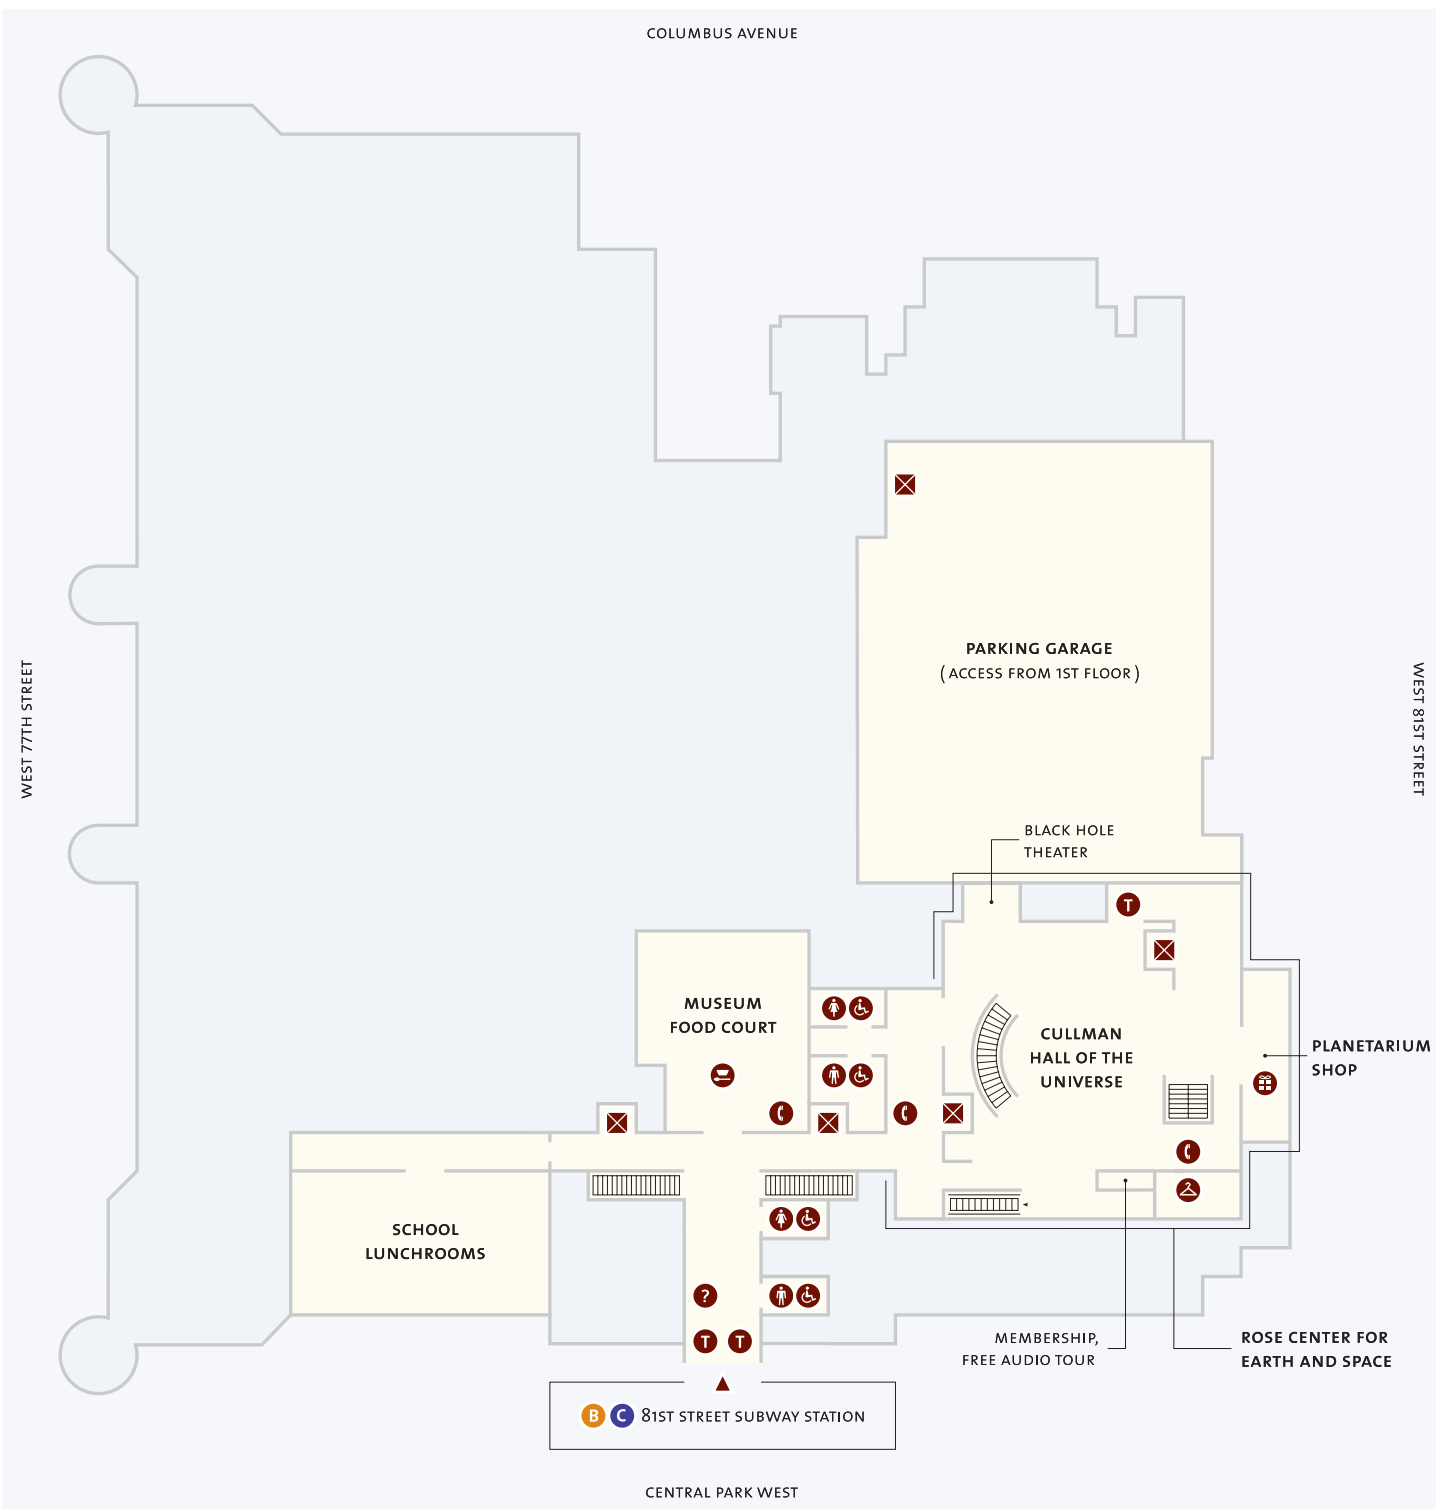 COLUMBUS AVENUE
WEST 77TH STREET
WEST 81ST STREET
PARKING GARAGE
(ACCESS FROM 1ST FLOOR)
BLACK HOLE
THEATER
T
MUSEUM
FOOD COURT
CULLMAN
HALL OF THE
UNIVERSE
PLANETARIUM
SHOP
SCHOOL
LUNCHROOMS
?
T T
MEMBERSHIP,
FREE AUDIO TOUR
ROSE CENTER FOR
EARTH AND SPACE
B C 81ST STREET SUBWAY STATION
CENTRAL PARK WEST